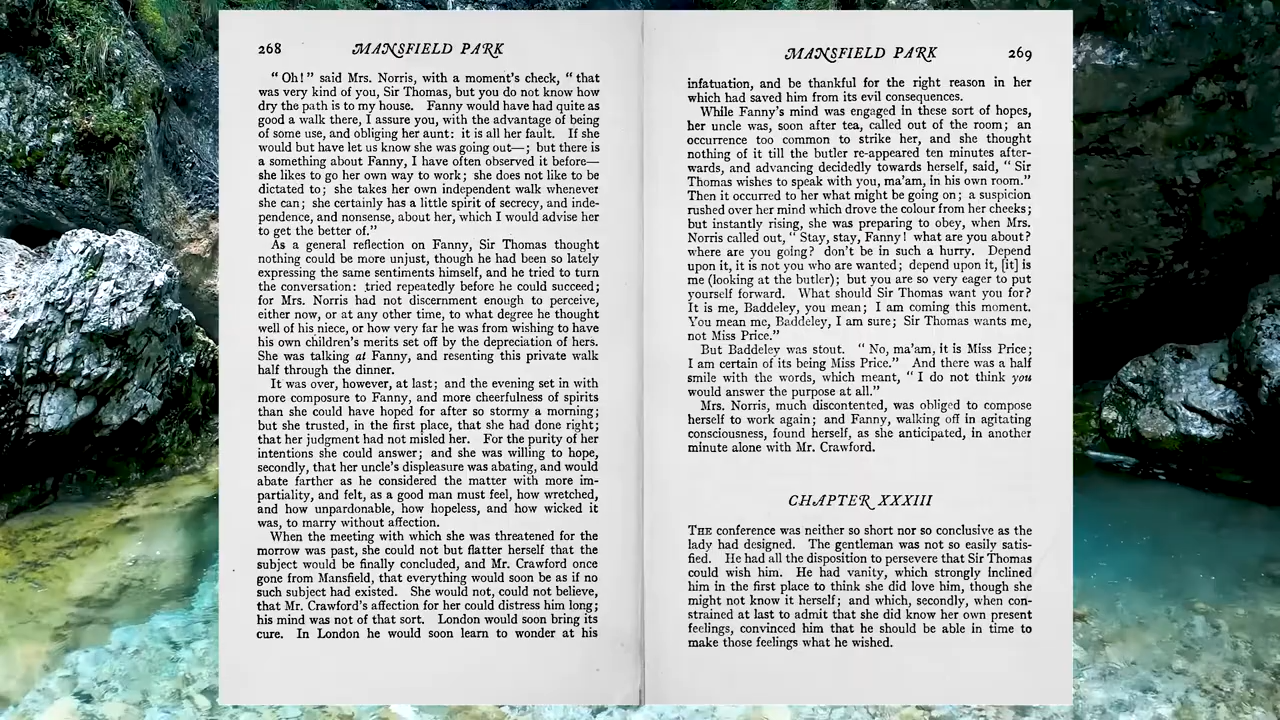 268 MANSFIELD PARK
“ Oh! ” said Mrs. Norris, with a moment's check, “ that
was very kind of you, Sir Thomas, but you do not know how
dry the path is to my house. Fanny would have had quite as
good a walk there, I assure you, with the advantage of being
of some use, and obliging her aunt: it is all her fault. If she
would but have let us know she was going out—; but there is
a something about Fanny, I have often observed it before—
she likes to go her own way to work; she does not like to be
dictated to; she takes her own independent walk whenever
she can; she certainly has a little spirit of secrecy, and inde-
pendence, and nonsense, about her, which I would advise her
to get the better of.”
As a general reflection on Fanny, Sir Thomas thought
nothing could be more unjust, though he had been so lately
expressing the same sentiments himself, and he tried to turn
the conversation: tried repeatedly before he could succeed;
for Mrs. Norris had not discernment enough to perceive,
either now, or at any other time, to what degree he thought
well of his niece, or how very far he was from wishing to have
his own children's merits set off by the depreciation of hers.
She was talking at Fanny, and resenting this private walk
half through the dinner.
It was over, however, at last; and the evening set in with
more composure to Fanny, and more cheerfulness of spirits
than she could have hoped for after so stormy a morning;
but she trusted, in the first place, that she had done right;
that her judgment had not misled her. For the purity of her
intentions she could answer; and she was willing to hope,
secondly, that her uncle's displeasure was abating, and would
abate farther as he considered the matter with more im-
partiality, and felt, as a good man must feel, how wretched,
and how unpardonable, how hopeless, and how wicked it
was, to marry without affection.
When the meeting with which she was threatened for the
morrow was past, she could not but flatter herself that the
subject would be finally concluded, and Mr. Crawford once
gone from Mansfield, that everything would soon be as if no
such subject had existed. She would not, could not believe,
that Mr. Crawford's affection for her could distress him long;
his mind was not of that sort. London would soon bring its
cure. In London he would soon learn to wonder at his
MANSFIELD PARK 269
infatuation, and be thankful for the right reason in her
which had saved him from its evil consequences.
While Fanny's mind was engaged in these sort of hopes,
her uncle was, soon after tea, called out of the room; an
occurrence too common to strike her, and she thought
nothing of it till the butler re-appeared ten minutes after-
wards, and advancing decidedly towards herself, said, “ Sir
Thomas wishes to speak with you, ma'am, in his own room.”
Then it occurred to her what might be going on; a suspicion
rushed over her mind which drove the colour from her cheeks;
but instantly rising, she was preparing to obey, when Mrs.
Norris called out, “ Stay, stay, Fanny! what are you about?
where are you going? don't be in such a hurry. Depend
upon it, it is not you who are wanted; depend upon it, [it] is
me (looking at the butler); but you are so very eager to put
yourself forward. What should Sir Thomas want you for?
It is me, Baddeley, you mean; I am coming this moment.
You mean me, Baddeley, I am sure; Sir Thomas wants me,
not Miss Price.”
But Baddeley was stout. “ No, ma'am, it is Miss Price;
I am certain of its being Miss Price.” And there was a half
smile with the words, which meant, “ I do not think you
would answer the purpose at all.”
Mrs. Norris, much discontented, was obliged to compose
herself to work again; and Fanny, walking off in agitating
consciousness, found herself, as she anticipated, in another
minute alone with Mr. Crawford.
CHAPTER XXXIII
THE conference was neither so short nor so conclusive as the
lady had designed. The gentleman was not so easily satis-
fied. He had all the disposition to persevere that Sir Thomas
could wish him. He had vanity, which strongly inclined
him in the first place to think she did love him, though she
might not know it herself; and which, secondly, when con-
strained at last to admit that she did know her own present
feelings, convinced him that he should be able in time to
make those feelings what he wished.